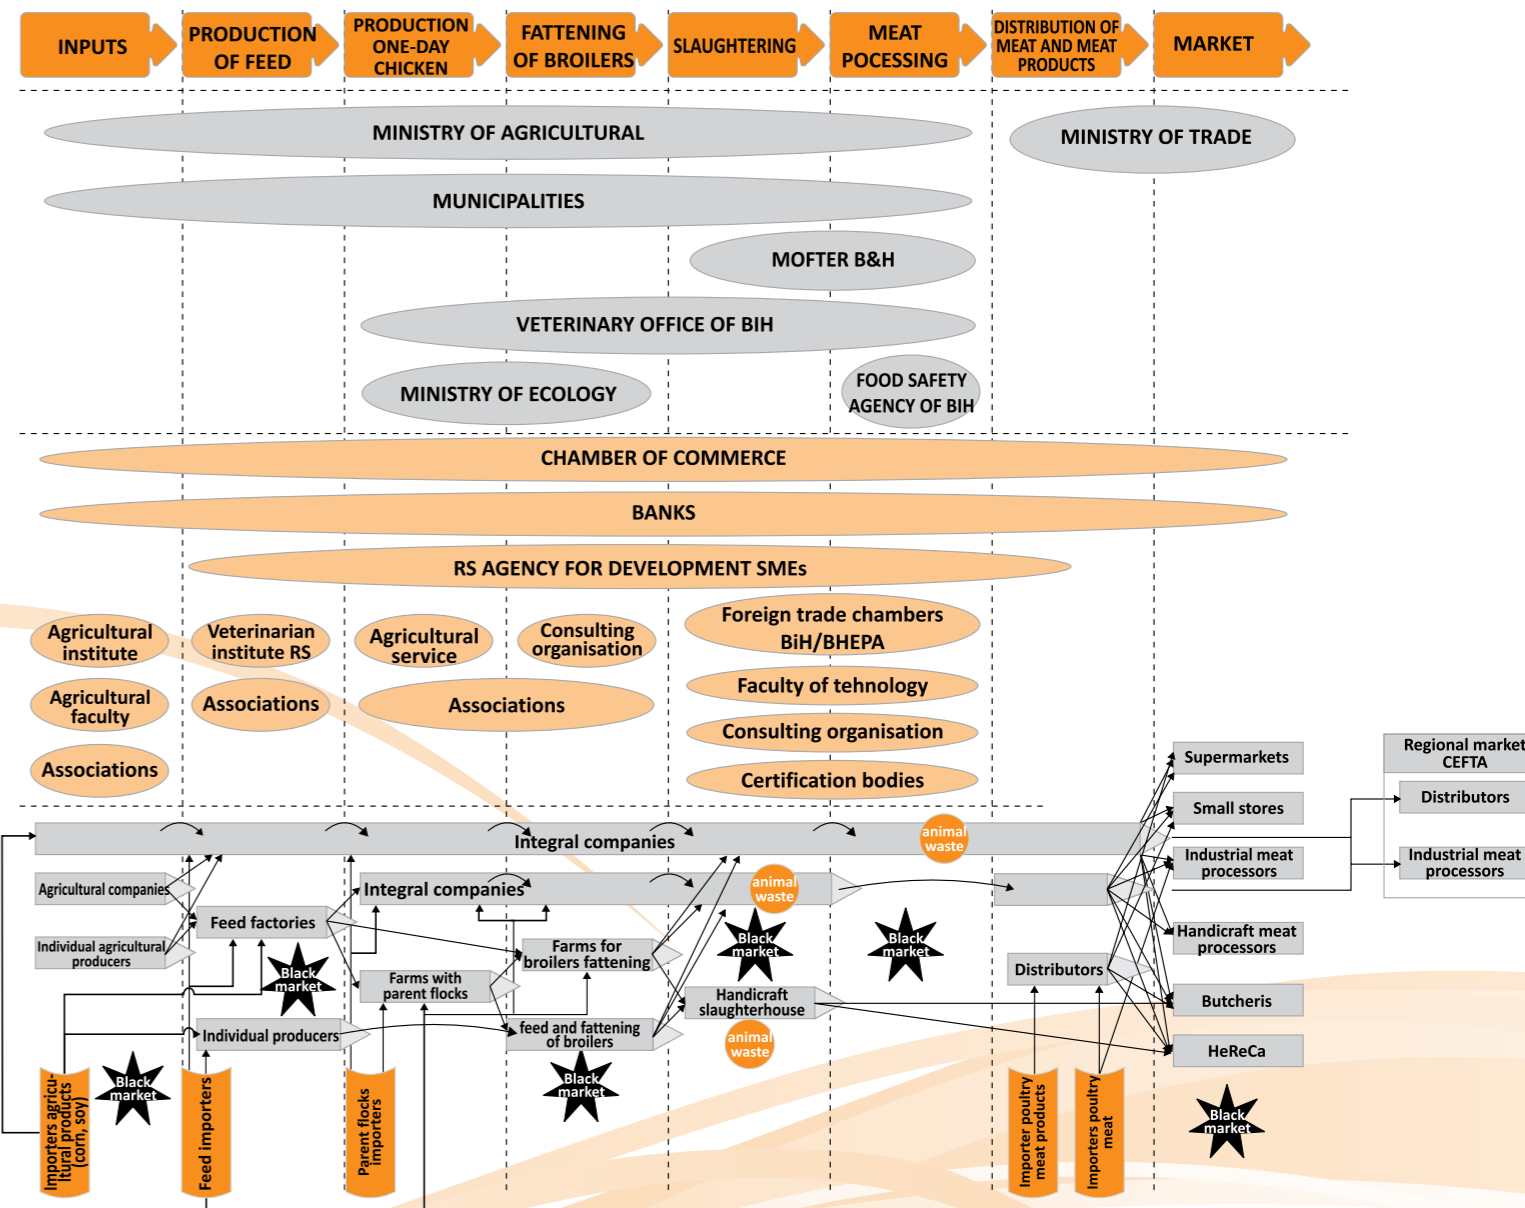 INPUTS
PRODUCTION
OF FEED
PRODUCTION
ONE-DAY
CHICKEN
FATTENING
OF BROILERS
SLAUGHTERING
MEAT
POCESSING
DISTRIBUTION OF
MEAT AND MEAT
PRODUCTS
MARKET
MINISTRY OF AGRICULTURAL
MINISTRY OF TRADE
MUNICIPALITIES
MOFTER B&H
VETERINARY OFFICE OF BIH
MINISTRY OF ECOLOGY
FOOD SAFETY
AGENCY OF BIH
CHAMBER OF COMMERCE
BANKS
RS AGENCY FOR DEVELOPMENT SMEs
Agricultural
institute
Veterinarian
institute RS
Agricultural
service
Consulting
organisation
Foreign trade chambers
BiH/BHEPA
Agricultural
faculty
Associations
Associations
Faculty of tehnology
Consulting organisation
Associations
Certification bodies
Supermarkets
Regional market
CEFTA
Distributors
Small stores
Integral companies
animal
waste
Industrial meat
processors
Industrial meat
processors
Agricultural companies
Integral companies
animal
waste
Feed factories
Individual agricultural
producers
Black
market
Farms for
broilers fattening
Black
market
Black
market
Handicraft meat
processors
Farms with
parent flocks
Distributors
Handicraft
slaughterhouse
Butcheris
Individual producers
feed and fattening
of broilers
animal
waste
HeReCa
Importers agricu-
ltural products
(corn, soy)
Black
market
Feed importers
Parent flocks
importers
Black
market
Importer poultry
meat products
Importers poultry
meat
Black
market